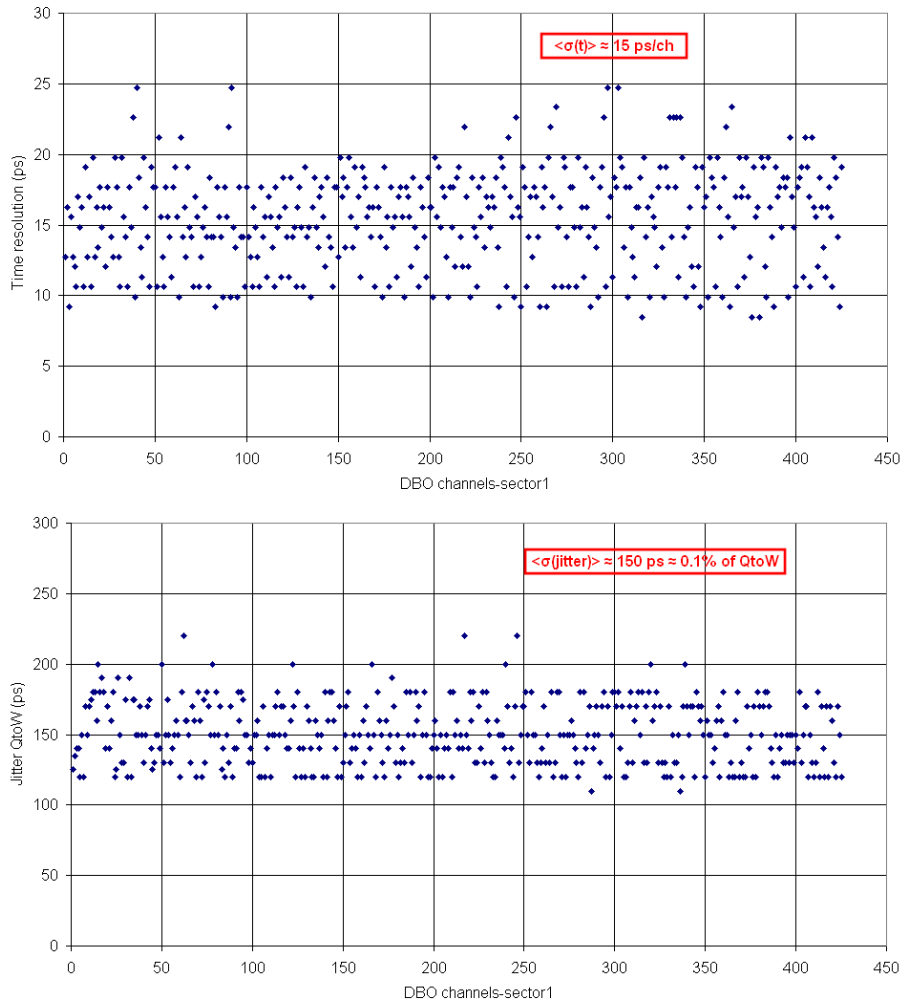 30
25
20
15
10
5
0
Time resolution (ps)
<σ(t)> ≈ 15 ps/ch
0 50 100 150 200 250 300 350 400 450
DBO channels-sector1
300
250
200
150
100
50
0
Jitter QtoW (ps)
<σ(jitter)> ≈ 150 ps ≈ 0.1% of QtoW
0 50 100 150 200 250 300 350 400 450
DBO channels-sector1